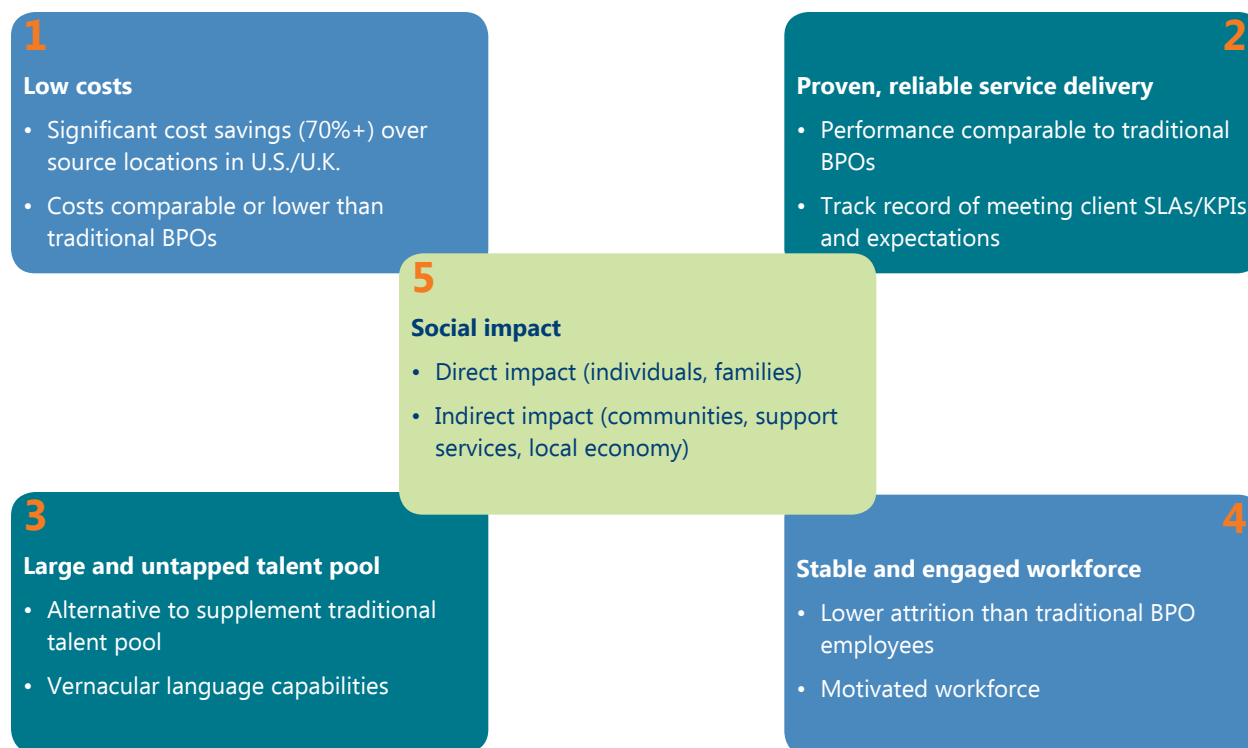 1
Low costs
• Significant cost savings (70%+) over
source locations in U.S./U.K.
• Costs comparable or lower than
traditional BPOs
2
Proven, reliable service delivery
• Performance comparable to traditional
BPOs
• Track record of meeting client SLAs/KPIs
and expectations
5
Social impact
• Direct impact (individuals, families)
• Indirect impact (communities, support
services, local economy)
3
Large and untapped talent pool
• Alternative to supplement traditional
talent pool
• Vernacular language capabilities
4
Stable and engaged workforce
• Lower attrition than traditional BPO
employees
• Motivated workforce